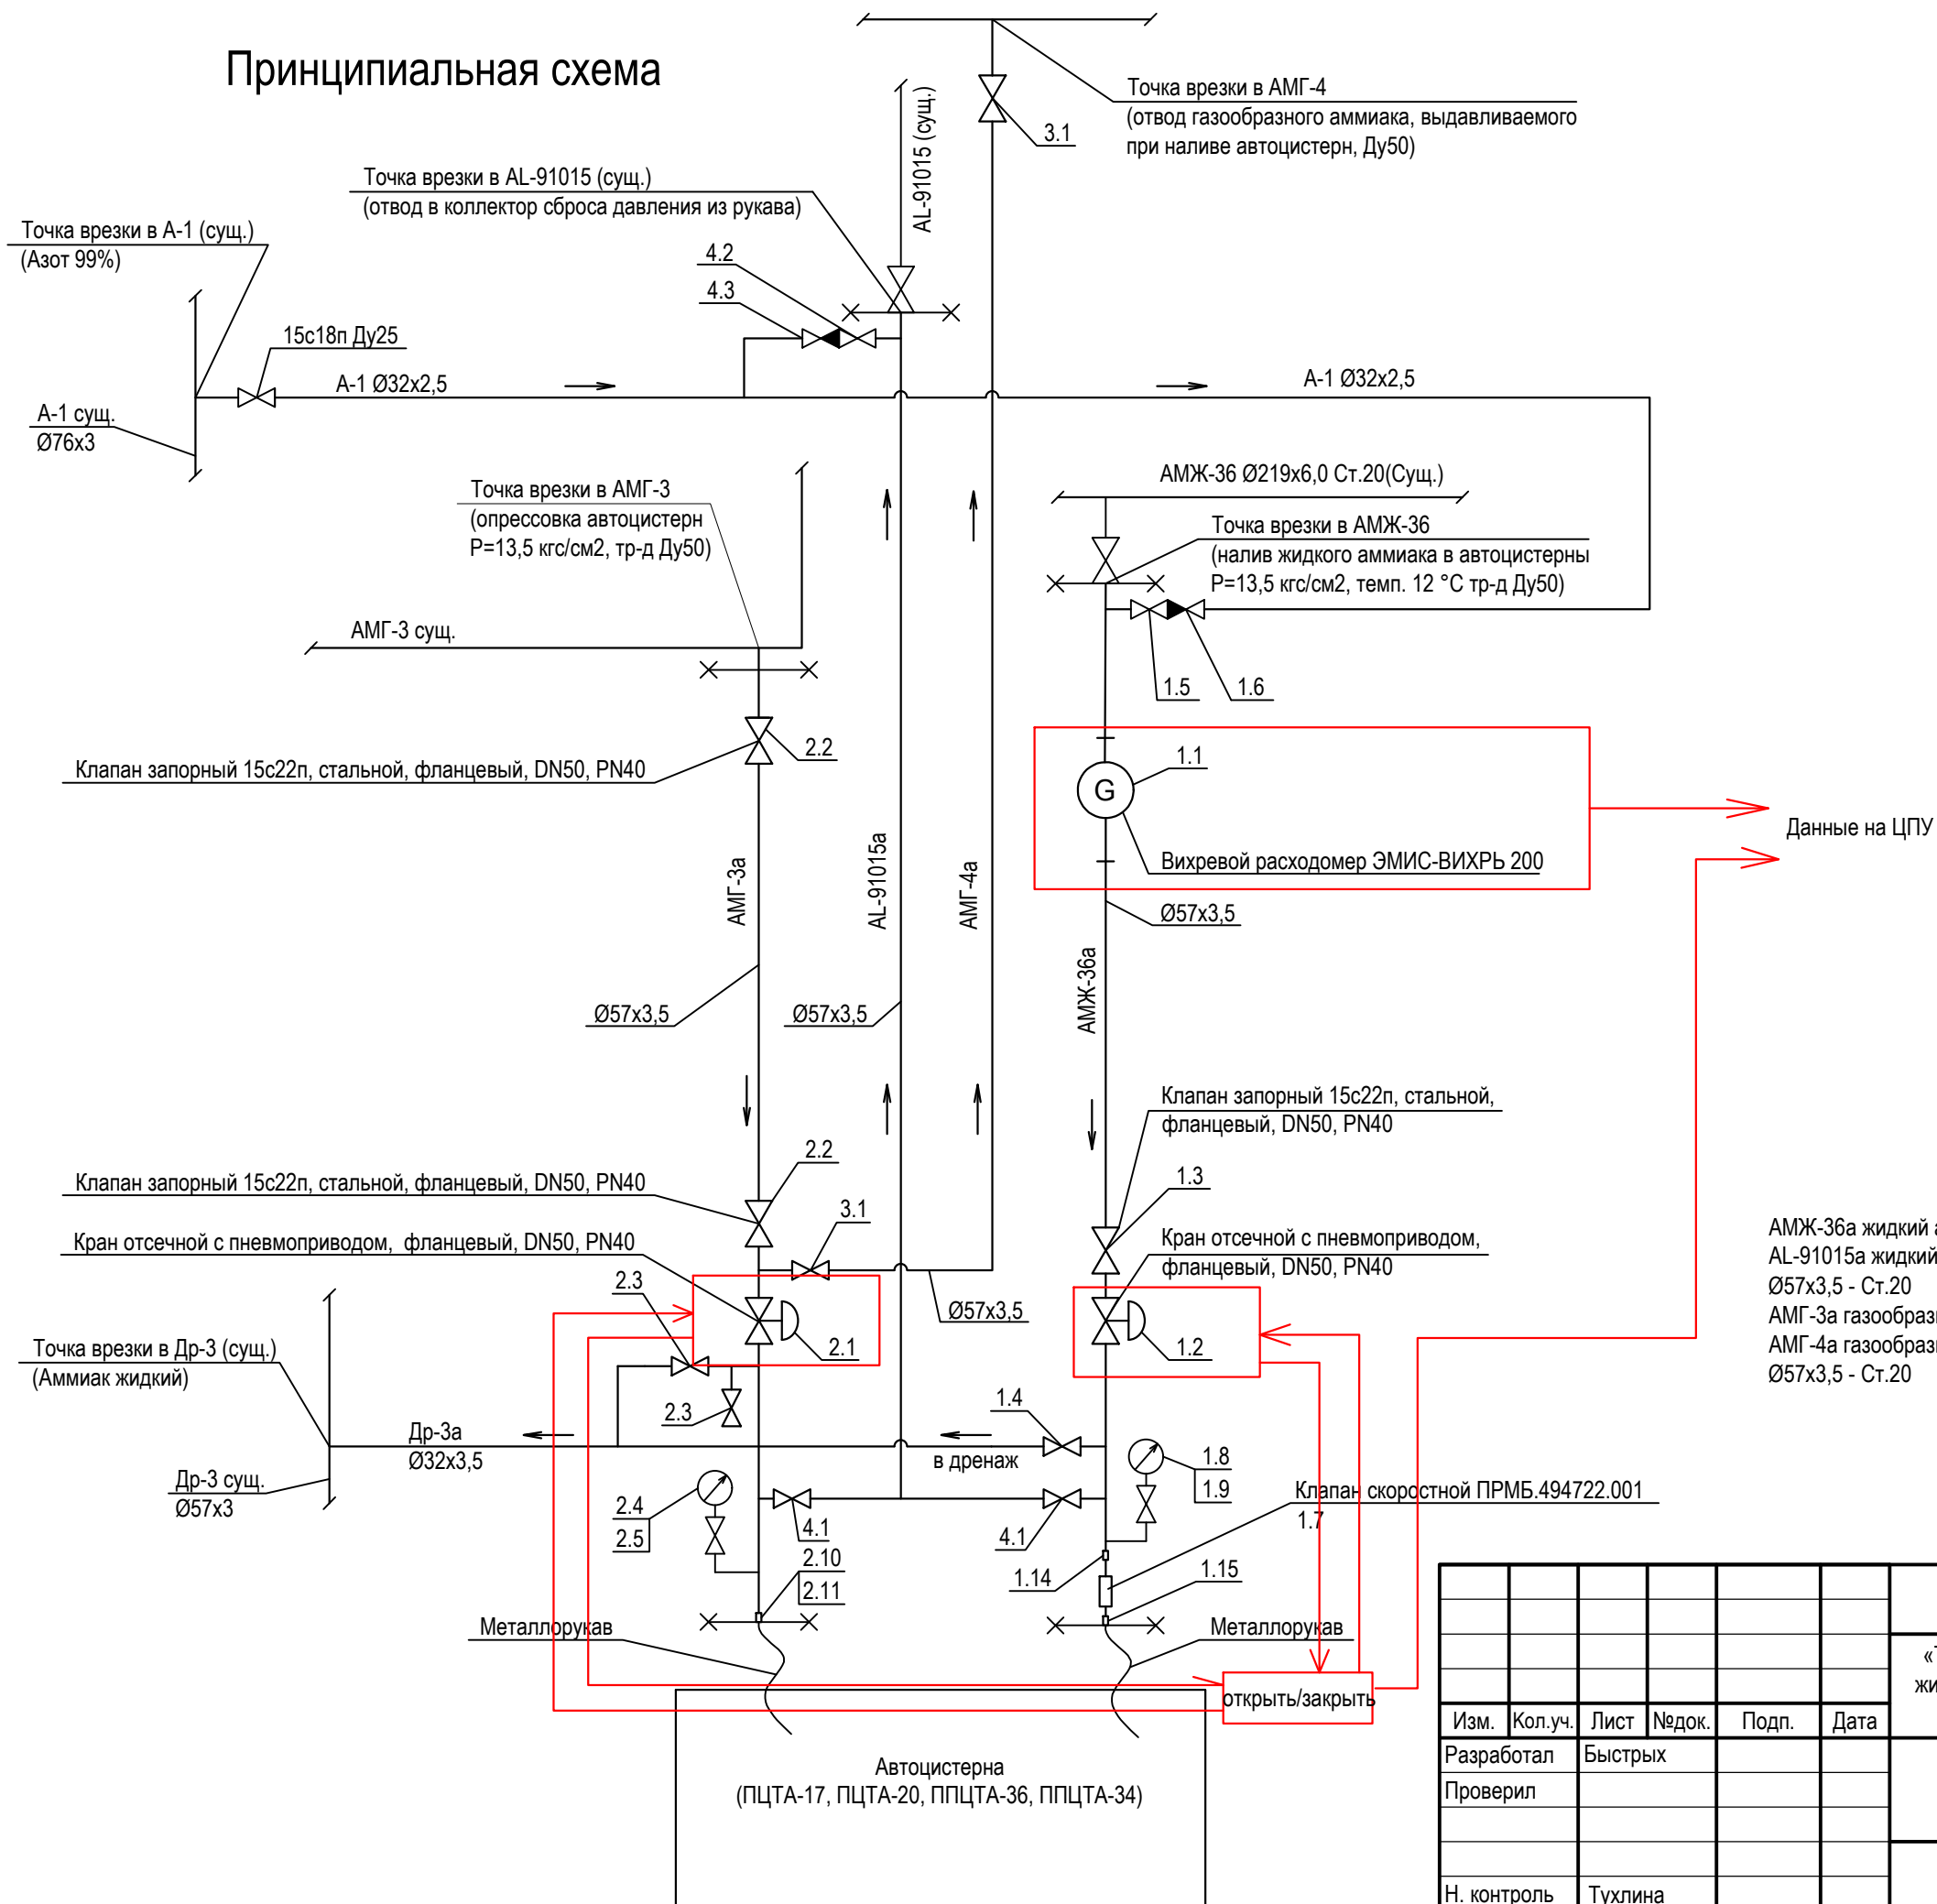 Принципиальная схема
Точка врезки в АМГ-4
(отвод газообразного аммиака, выдавливаемого
при наливе автоцистерн, Ду50)
3.1
AL-91015 (сущ.)
Точка врезки в AL-91015 (сущ.)
(отвод в коллектор сброса давления из рукава)
Точка врезки в А-1 (сущ.)
(Азот 99%)
4.2
4.3
15с18п Ду25
А-1 Ø32х2,5
А-1 Ø32х2,5
А-1 сущ.
Ø76х3
Точка врезки в АМГ-3
(опрессовка автоцистерн
Р=13,5 кгс/см2, тр-д Ду50)
АМЖ-36 Ø219х6,0 Ст.20(Сущ.)
Точка врезки в АМЖ-36
(налив жидкого аммиака в автоцистерны
Р=13,5 кгс/см2, темп. 12 °С тр-д Ду50)
АМГ-3 сущ.
1.5
1.6
2.2
Клапан запорный 15с22п, стальной, фланцевый, DN50, PN40
1.1
G
Вихревой расходомер ЭМИС-ВИХРЬ 200
Данные на ЦПУ
АМГ-3а
AL-91015а
АМГ-4а
АМЖ-36а
Ø57х3,5
Ø57х3,5
Ø57х3,5
Клапан запорный 15с22п, стальной,
фланцевый, DN50, PN40
2.2
Клапан запорный 15с22п, стальной, фланцевый, DN50, PN40
1.3
3.1
Кран отсечной с пневмоприводом, фланцевый, DN50, PN40
Кран отсечной с пневмоприводом,
фланцевый, DN50, PN40
АМЖ-36а жидкий а
AL-91015а жидкий
Ø57х3,5 - Ст.20
АМГ-3а газообраз
АМГ-4а газообраз
Ø57х3,5 - Ст.20
2.3
Ø57х3,5
2.1
1.2
Точка врезки в Др-3 (сущ.)
(Аммиак жидкий)
2.3
1.4
Др-3а
Ø32х3,5
в дренаж
Др-3 сущ.
Ø57х3
1.8
1.9
2.4
2.5
Клапан скоростной ПРМБ.494722.001
1.7
4.1
4.1
2.10
2.11
1.14
1.15
Металлорукав
Металлорукав
открыть/закрыть
Автоцистерна
(ПЦТА-17, ПЦТА-20, ППЦТА-36, ППЦТА-34)
Изм.
Кол.уч.
Лист
№док.
Подп.
Дата
Разработал
Быстрых
Проверил
Н. контроль
Тухлина